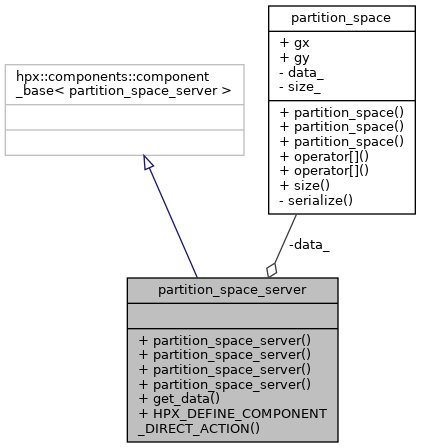 partition_space
+ gx
+ gy
- data_
- size_
+ partition_space()
+ partition_space()
+ partition_space()
+ operator[]()
+ operator[]()
+ size()
- serialize()
hpx::components::component
_base< partition_space_server >
-data_
partition_space_server
+ partition_space_server()
+ partition_space_server()
+ partition_space_server()
+ partition_space_server()
+ get_data()
+ HPX_DEFINE_COMPONENT
_DIRECT_ACTION()